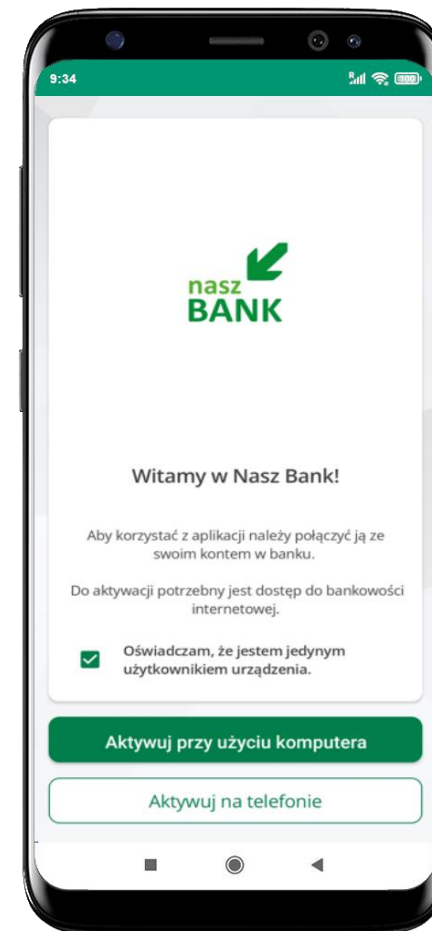 9:34
R
100
nasz
BANK
Witamy w Nasz Bank!
Aby korzystać z aplikacji należy połączyć ją ze
swoim kontem w banku.
Do aktywacji potrzebny jest dostęp do bankowości
internetowej.
Oświadczam, że jestem jedynym
użytkownikiem urządzenia.
Aktywuj przy użyciu komputera
Aktywuj na telefonie